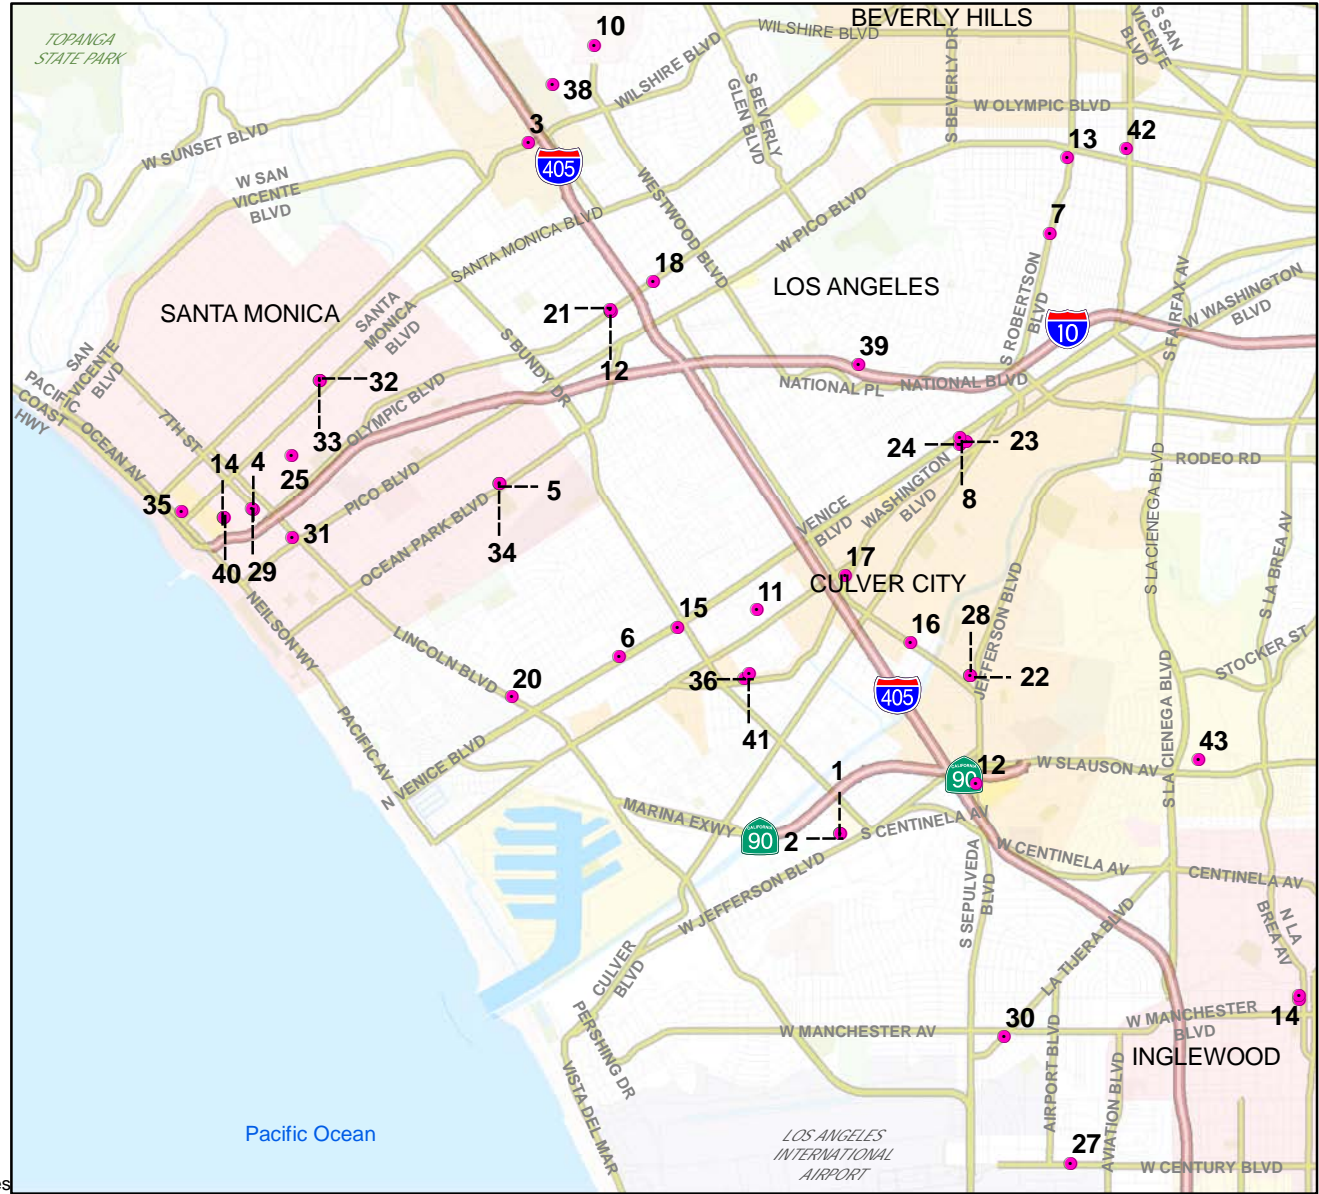 BEVERLY HILLS
TOPANGA
STATE PARK
10
WILSHIRE BLVD
S SAN
VICENTE
BLVD
WILSHIRE BLVD
S BEVERLY DR
38
S BEVERLY
GLEN BLVD
W OLYMPIC BLVD
3
W SUNSET BLVD
405
13
42
W SAN
VICENTE
BLVD
WESTWOOD BLVD
W PICO BLVD
SANTA MONICA BLVD
7
18
LOS ANGELES
S ROBERTSON
BLVD
S FAIRFAX AV
W WASHINGTON
BLVD
SANTA MONICA
SANTA
MONICA
BLVD
21
10
S BUNDY DR
39
12
SAN
VICENTE
BLVD
PACIFIC
COAST
HWY
32
NATIONAL PL
NATIONAL BLVD
7TH ST
OLYMPIC BLVD
33
OCEAN AV
14
4
25
24
23
RODEO RD
PICO BLVD
5
8
WASHINGTON
BLVD
VENICE
BLVD
S LA CIENEGA BLVD
35
31
34
OCEAN PARK BLVD
S LA BREA AV
40
29
17
CULVER CITY
NEILSON WY
11
15
28
JEFFERSON BLVD
LINCOLN BLVD
6
16
STOCKER ST
36
22
20
405
41
PACIFIC AV
S LA CIENEGA BLVD
43
1
12
W SLAUSON AV
N VENICE BLVD
CALIFORNIA
90
MARINA EXWY
CALIFORNIA
90
2
S CENTINELA AV
W CENTINELA AV
CENTINELA AV
S SEPULVEDA
BLVD
W JEFFERSON BLVD
LA TIJERA BLVD
N LA
BREA AV
CULVER
BLVD
PERSHING DR
W MANCHESTER AV
30
W MANCHESTER
BLVD
14
AIRPORT BLVD
INGLEWOOD
VISTA DEL MAR
AVIATION BLVD
Pacific Ocean
LOS ANGELES
INTERNATIONAL
AIRPORT
27
W CENTURY BLVD